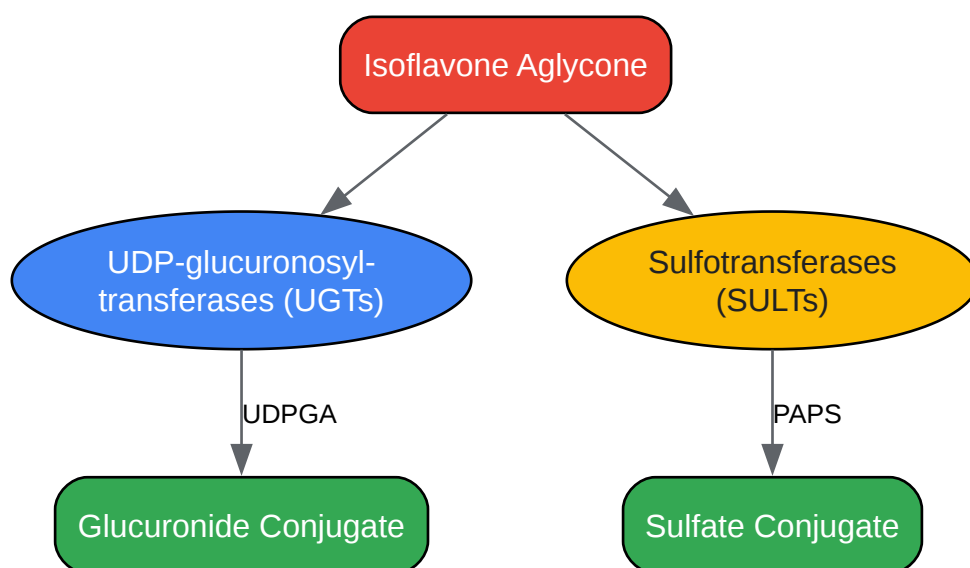 Isoflavone Aglycone
UDP-glucuronosyl-
transferases (UGTs)
Sulfotransferases
(SULTs)
UDPGA
PAPS
Glucuronide Conjugate
Sulfate Conjugate